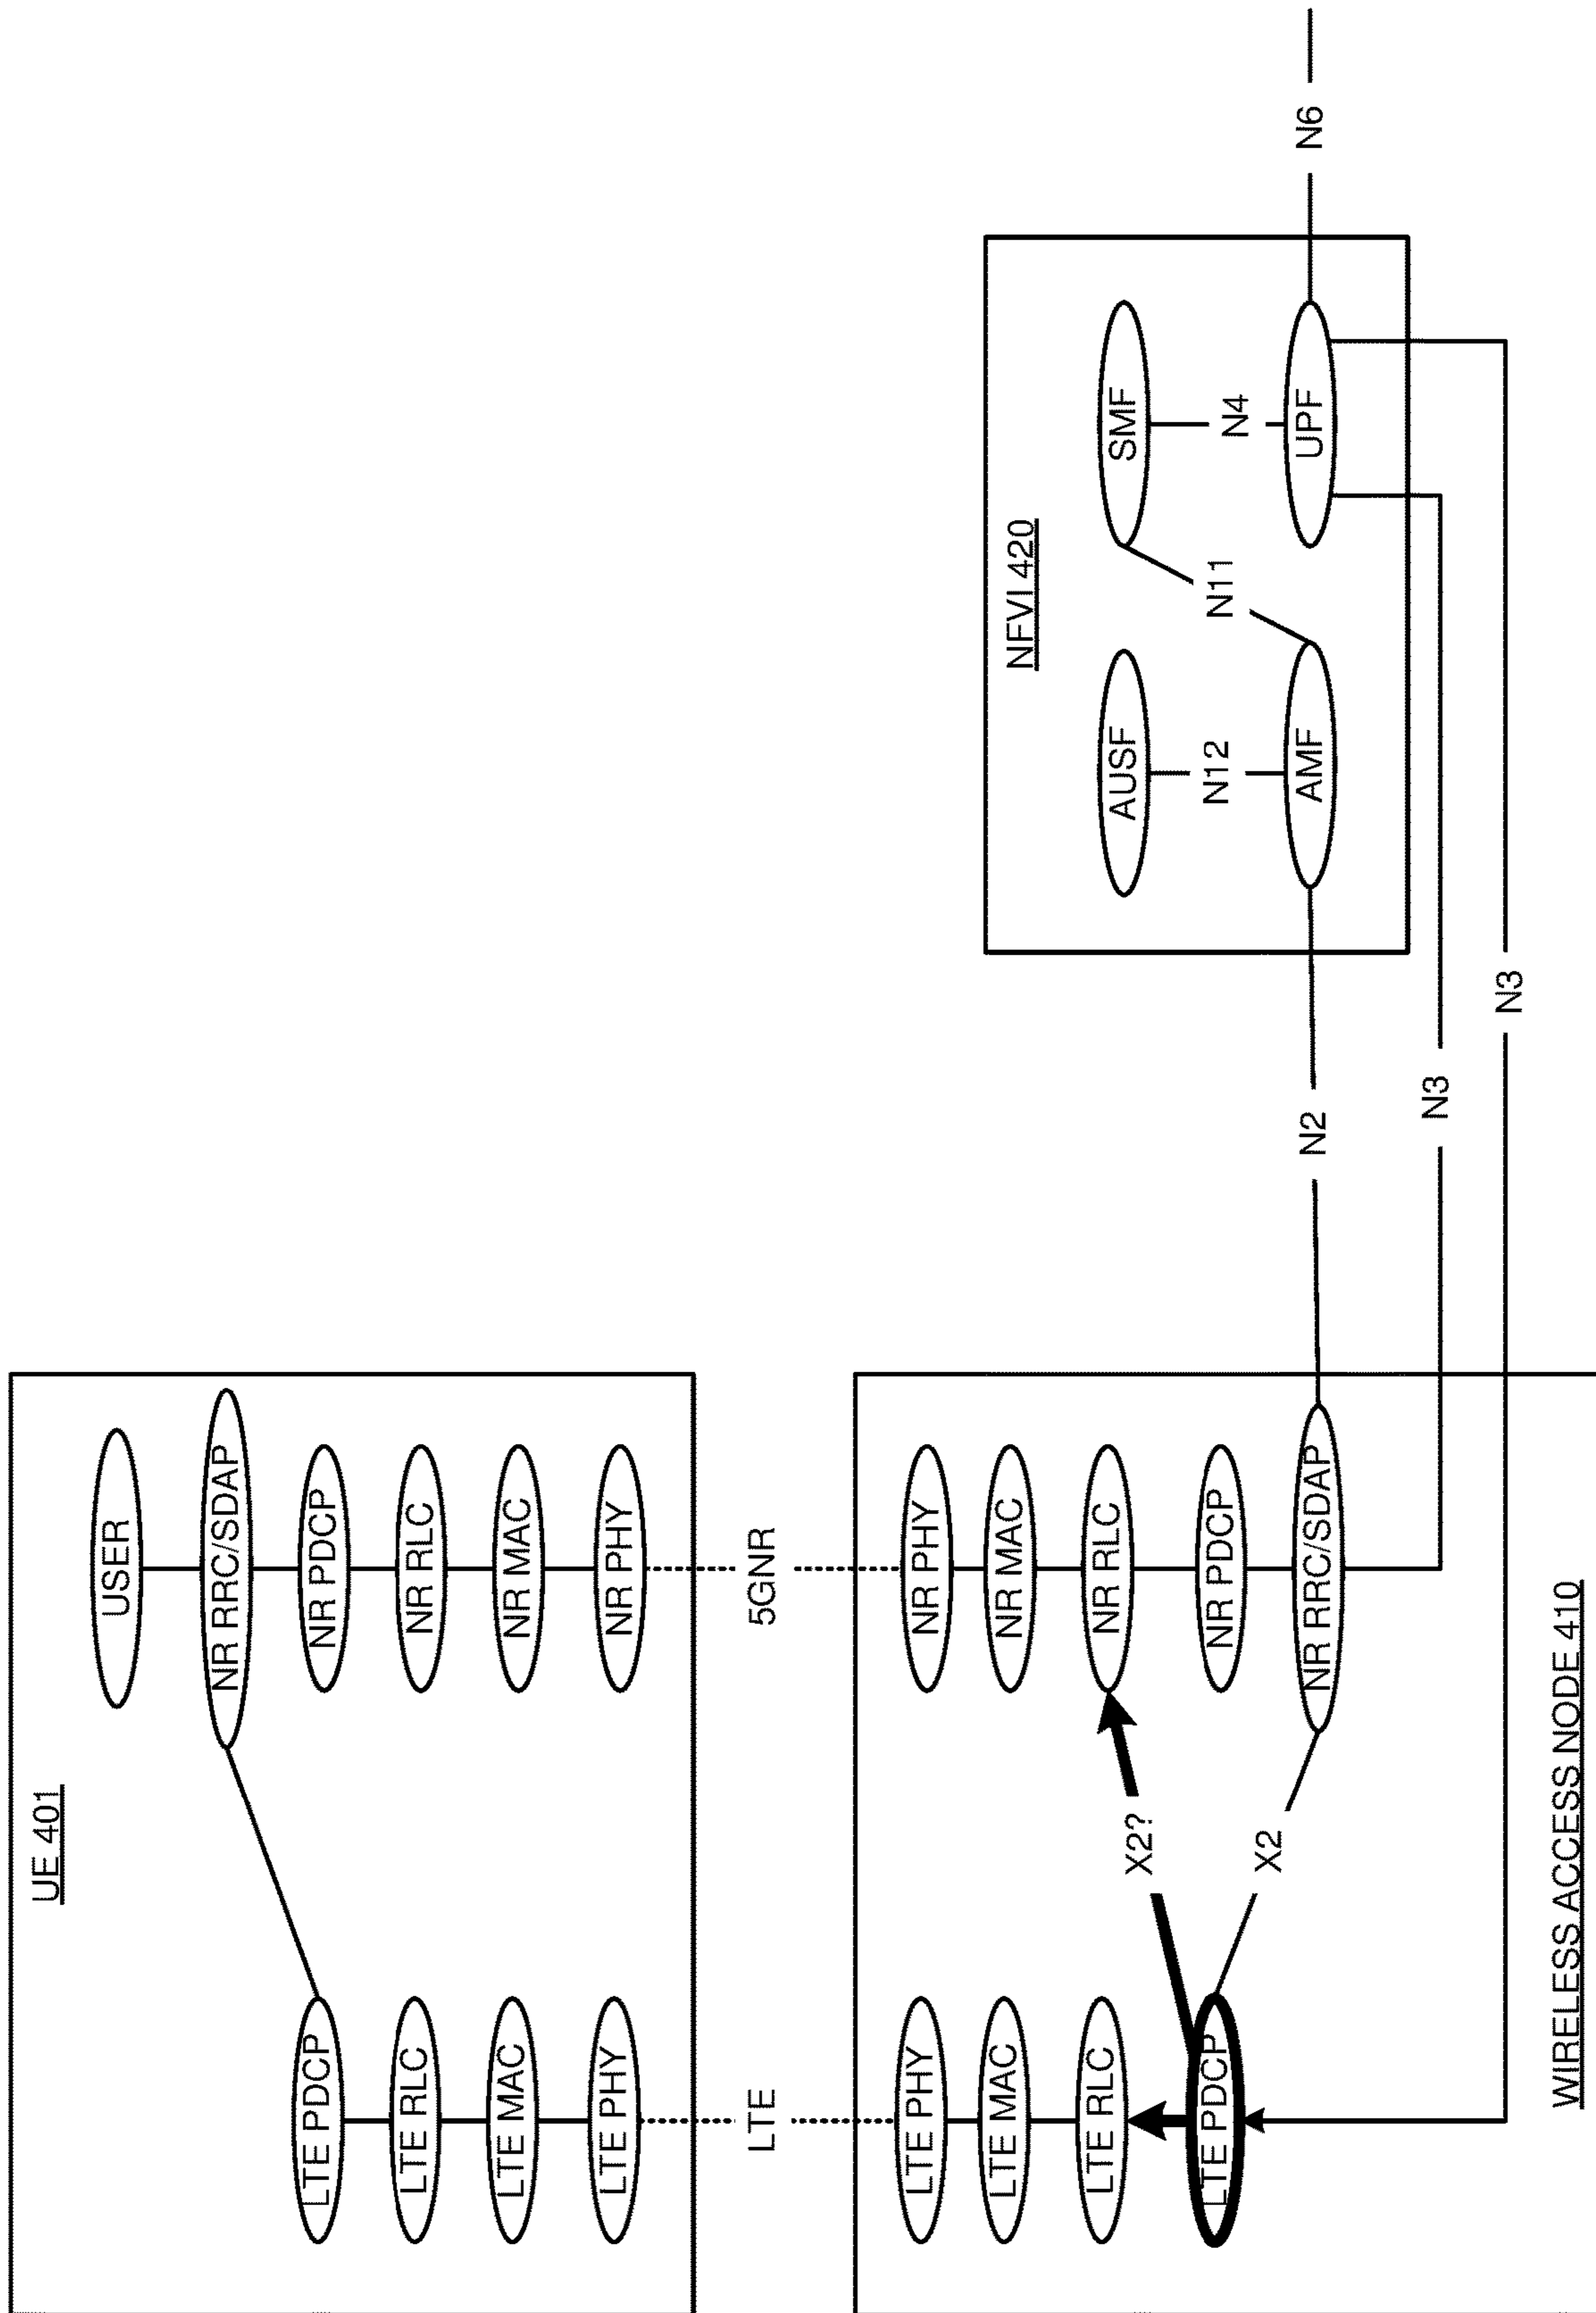 UE 401
USER
NR RRC/SDAP
LTE PDCP
NR PDCP
LTE RLC
NR RLC
LTE MAC
NR MAC
LTE PHY
NR PHY
LTE
5GNR
LTE PHY
NR PHY
LTE MAC
NR MAC
LTE RLC
NR RLC
X2?
LTE PDCP
NR PDCP
X2
NR RRC/SDAP
WIRELESS ACCESS NODE 410
N2
N3
N3
NFVI 420
AUSF
SMF
N12
N11
N4
AMF
UPF
N6